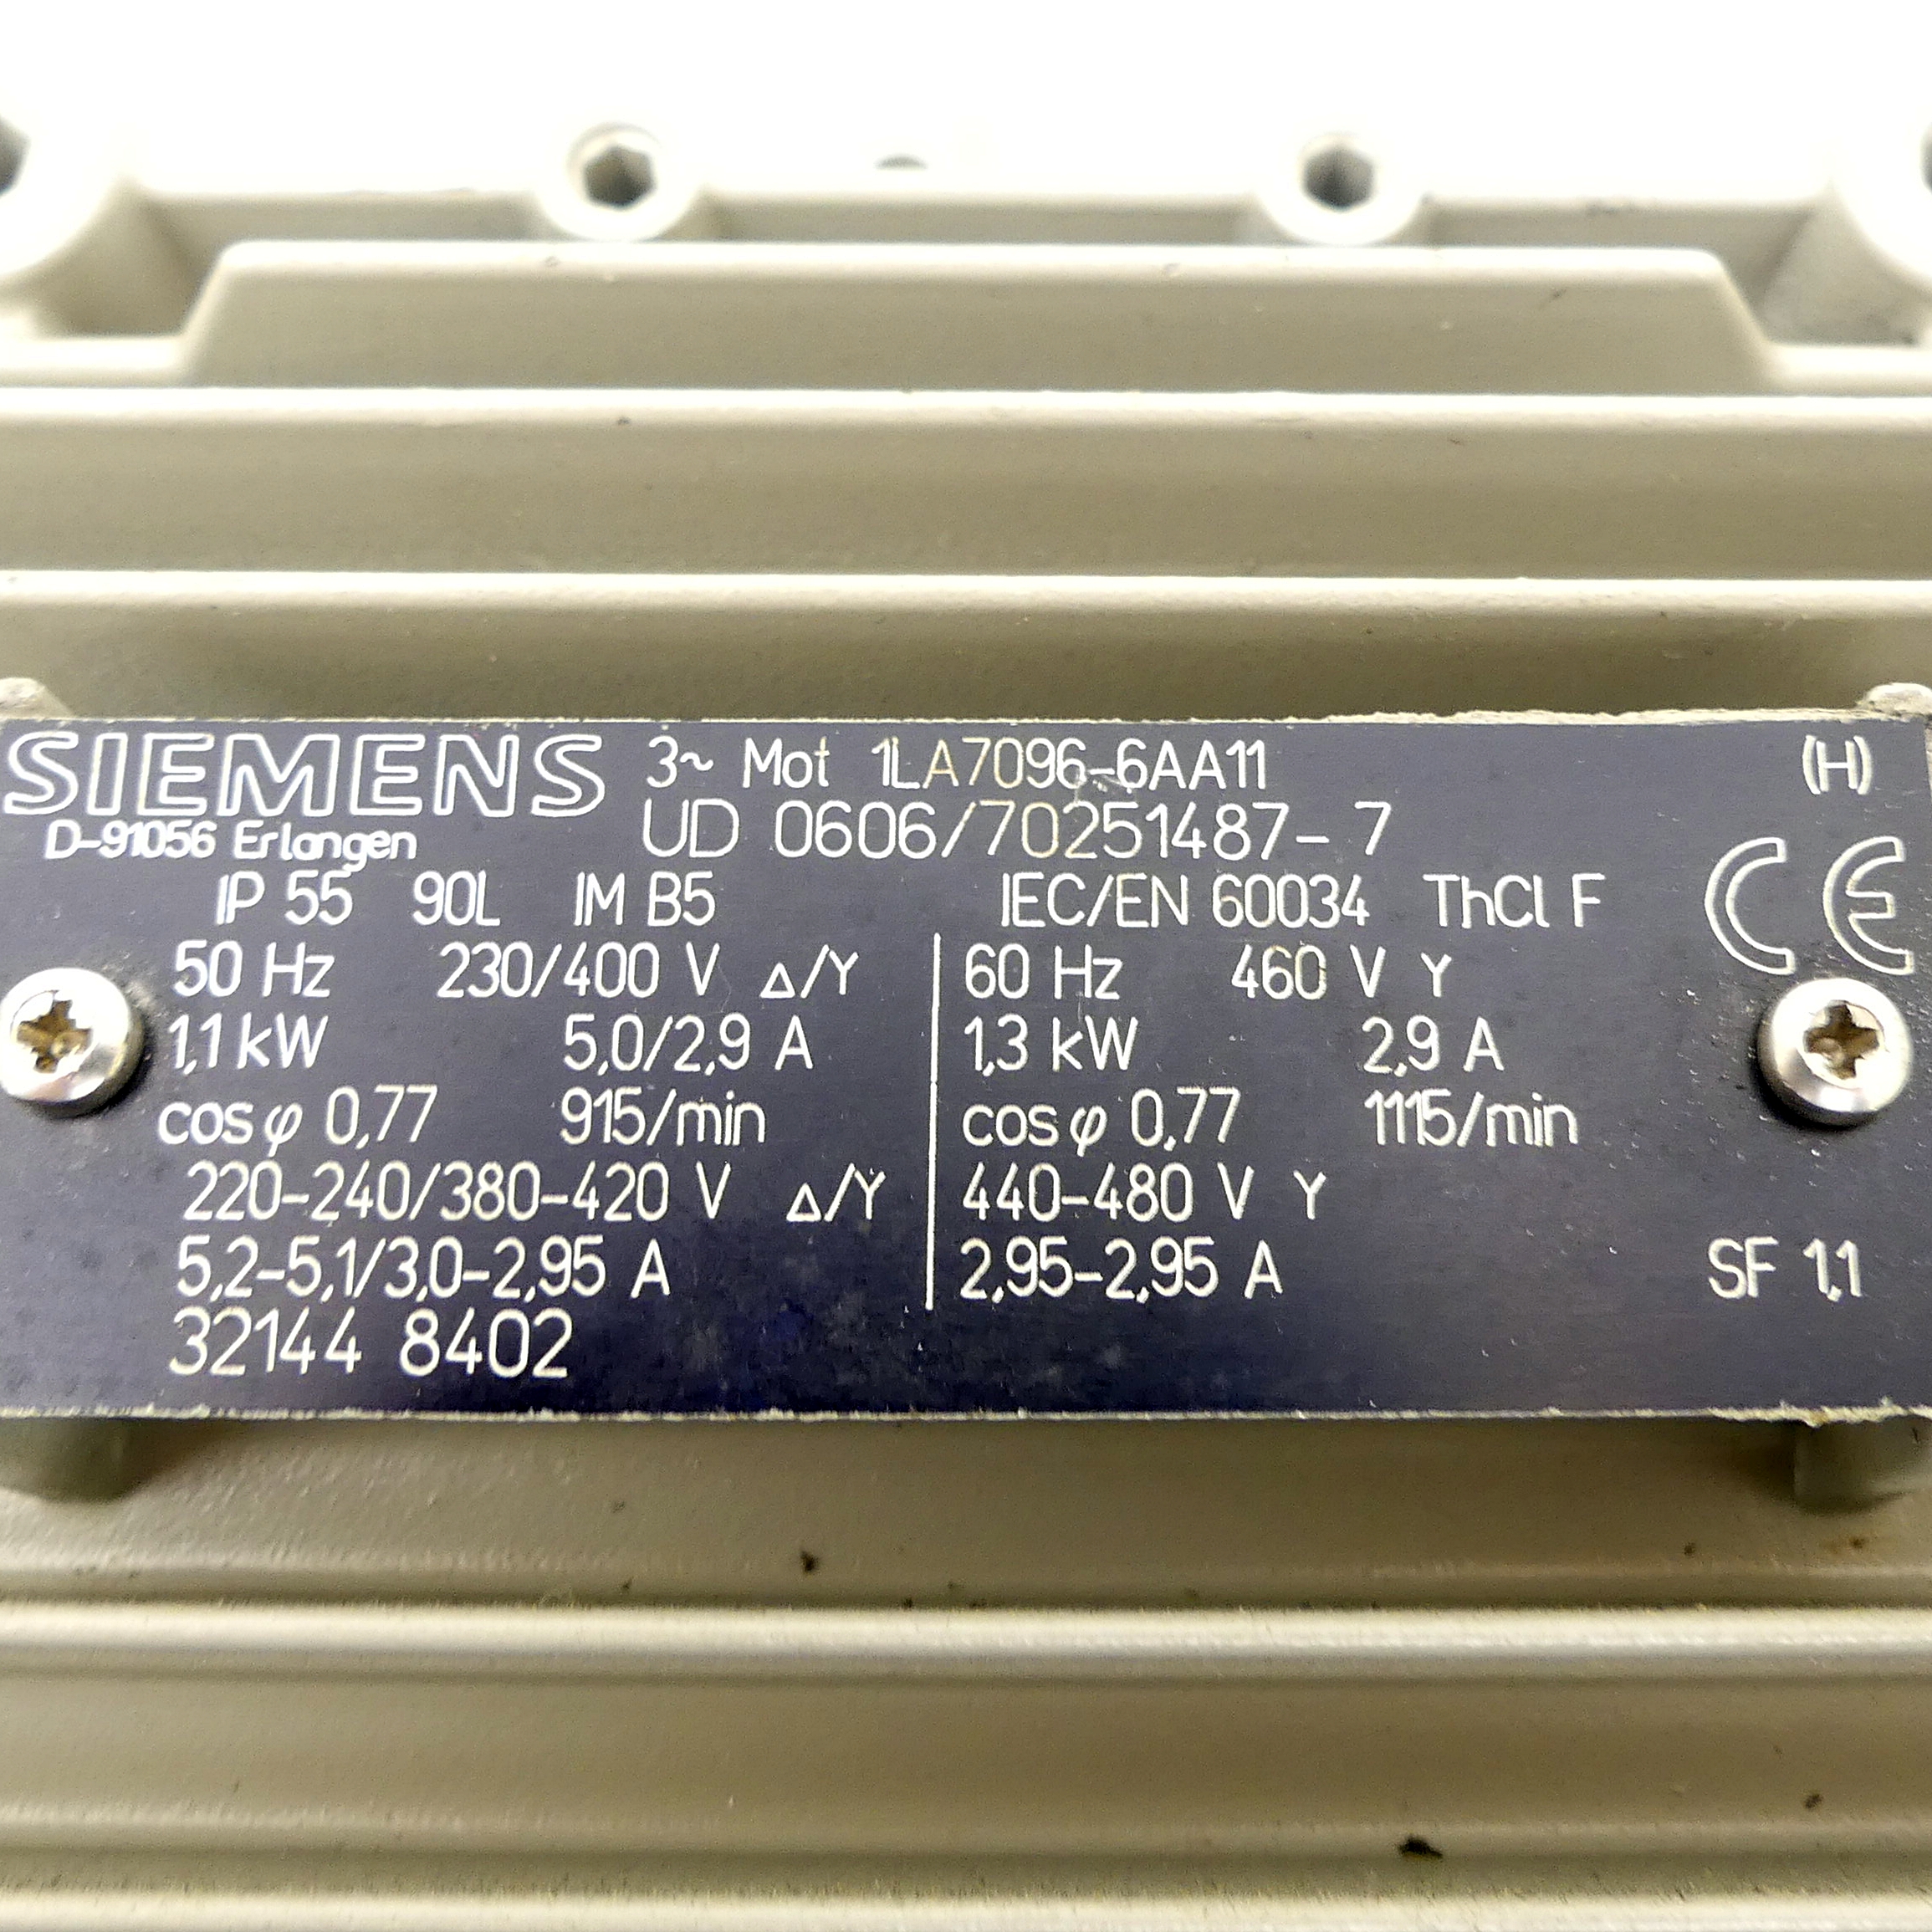 SIEMENS 3~ Mot 1LA7096-6AA11 (H)
D-91056 Erlangen UD 0606/70251487-7
IP 55 90L IM B5 IEC/EN 60034 ThCl F CE
50 Hz 230/400 V △/Y 60 Hz 460 V Y
1,1 kW 5,0/2,9 A 1,3 kW 2,9 A
cos φ 0,77 915/min cos φ 0,77 1115/min
220-240/380-420 V △/Y 440-480 V Y
5,2-5,1/3,0-2,95 A 2,95-2,95 A SF 1,1
32144 8402